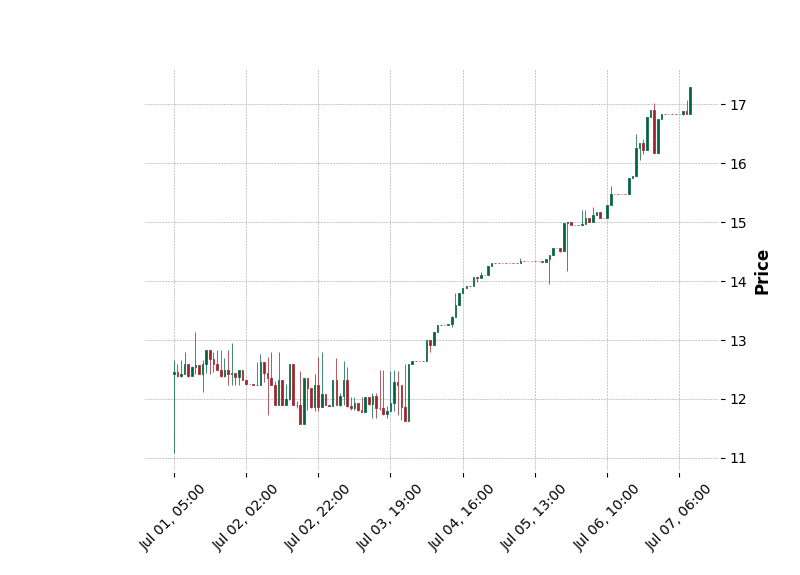 17
16
15
14
13
12
11
Price
Jul 01, 05:00
Jul 02, 02:00
Jul 02, 22:00
Jul 03, 19:00
Jul 04, 16:00
Jul 05, 13:00
Jul 06, 10:00
Jul 07, 06:00